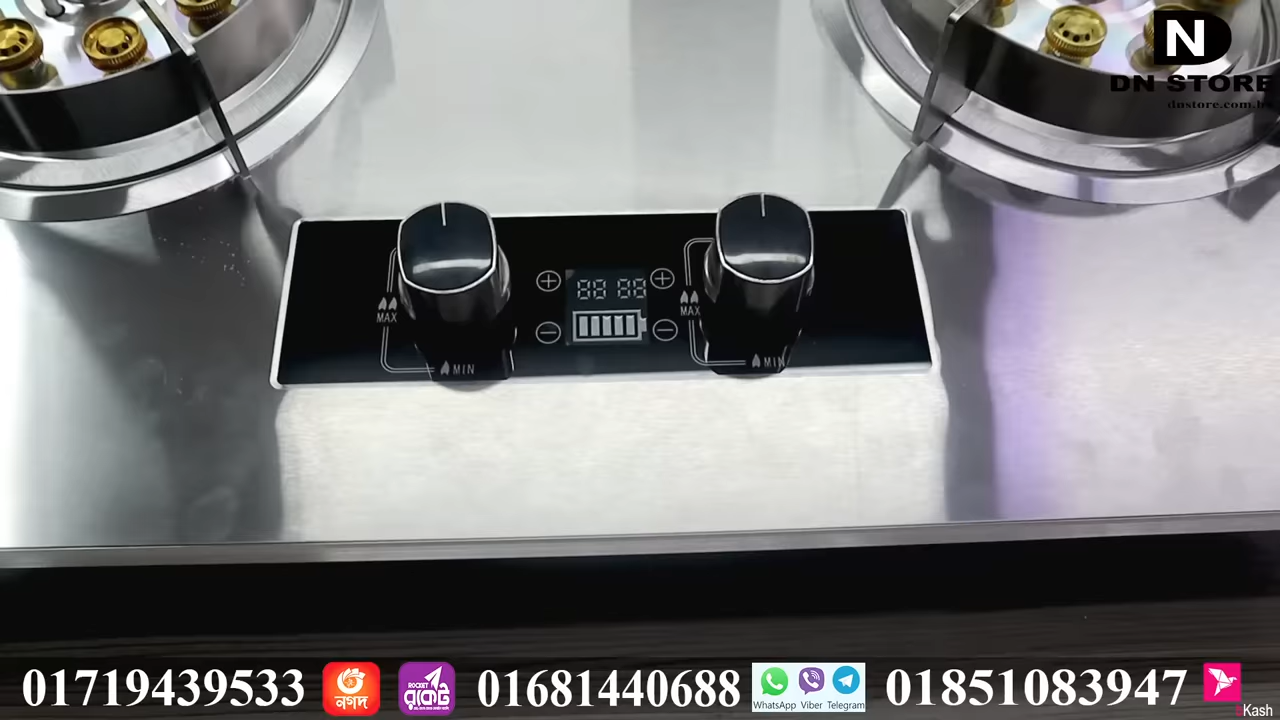 N
DN STORE
dnstore.com.b
88 88
MAX
MIN
MAX
MIN
01719439533
নগদ
ROCKET
রকেট
01681440688
WhatsApp Viber Telegram
01851083947
bKash